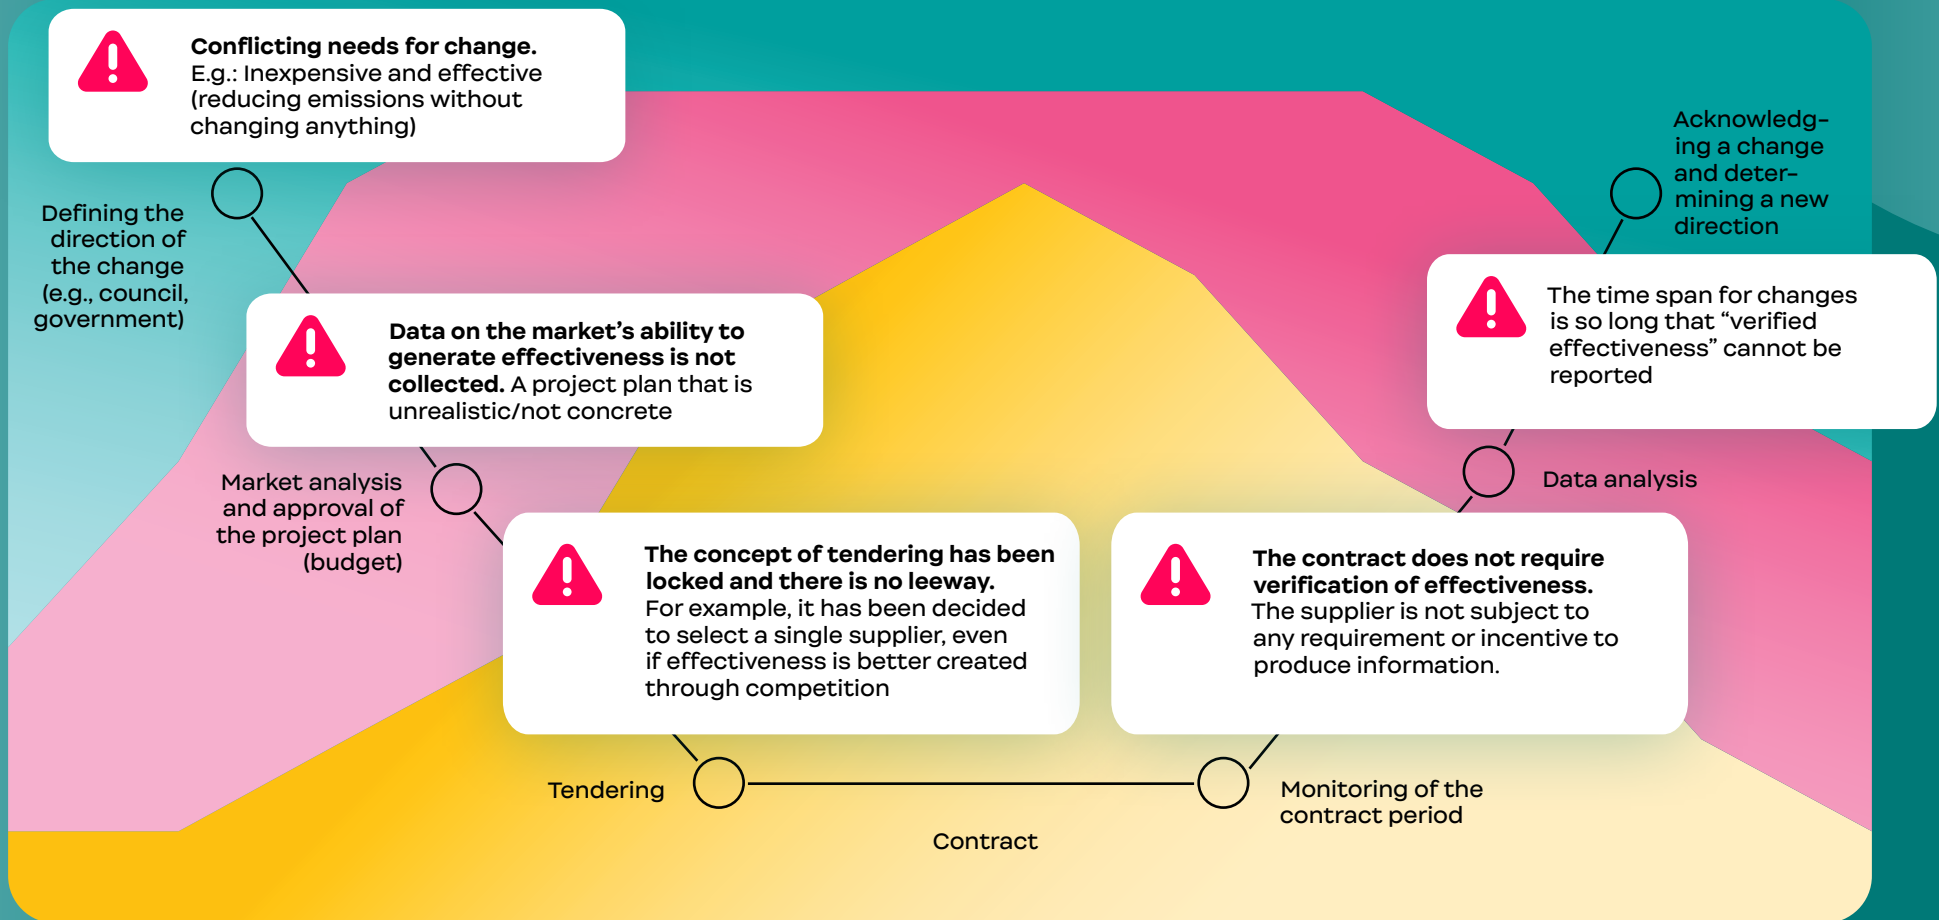 Conflicting needs for change.
E.g.: Inexpensive and effective
(reducing emissions without
changing anything)
Defining the
direction of
the change
(e.g., council,
government)
Data on the market’s ability to
generate effectiveness is not
collected. A project plan that is
unrealistic/not concrete
Market analysis
and approval of
the project plan
(budget)
The concept of tendering has been
locked and there is no leeway.
For example, it has been decided
to select a single supplier, even
if effectiveness is better created
through competition
Tendering
Contract
The contract does not require
verification of effectiveness.
The supplier is not subject to
any requirement or incentive to
produce information.
Monitoring of the
contract period
Data analysis
The time span for changes
is so long that “verified
effectiveness” cannot be
reported
Acknowledg-
ing a change
and deter-
mining a new
direction